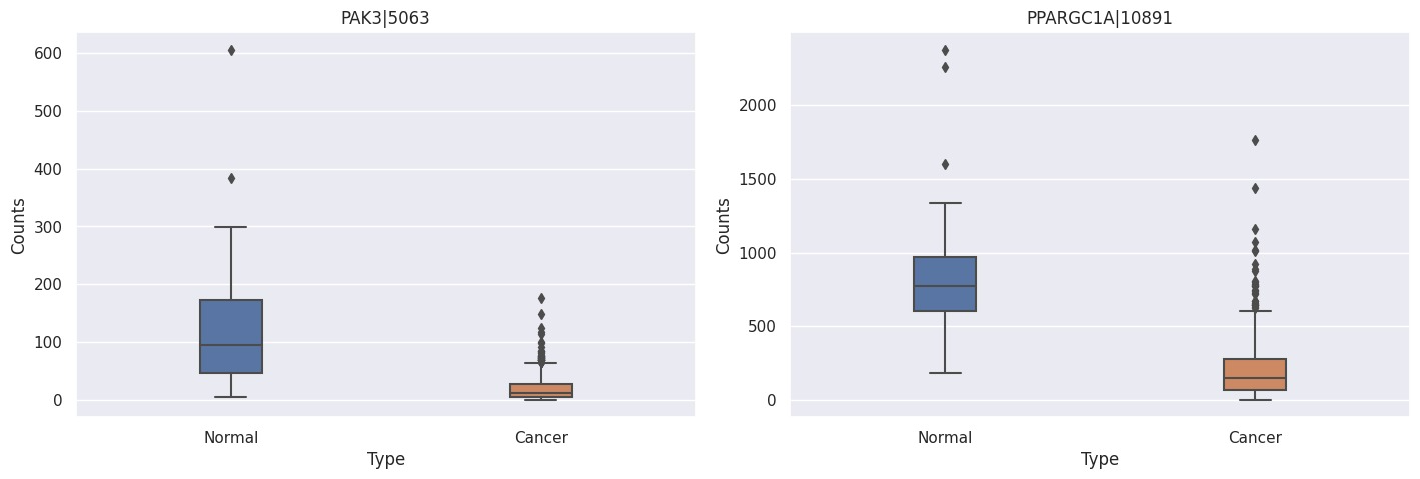 PAK3|5063
Counts
600
500
400
300
200
100
0
Normal
Cancer
Type
PPARGC1A|10891
Counts
2000
1500
1000
500
0
Normal
Cancer
Type